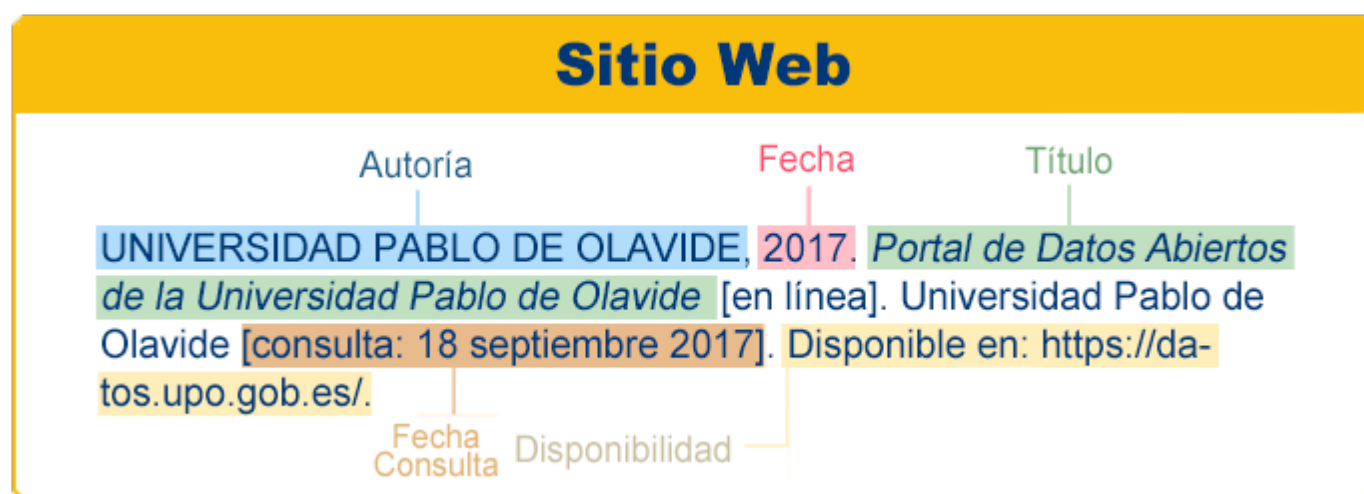 Sitio Web
Autoría Fecha Título
UNIVERSIDAD PABLO DE OLAVIDE, 2017. Portal de Datos Abiertos
de la Universidad Pablo de Olavide [en línea]. Universidad Pablo de
Olavide [consulta: 18 septiembre 2017]. Disponible en: https://da-
tos.upo.gob.es/.
Fecha
Consulta
Disponibilidad